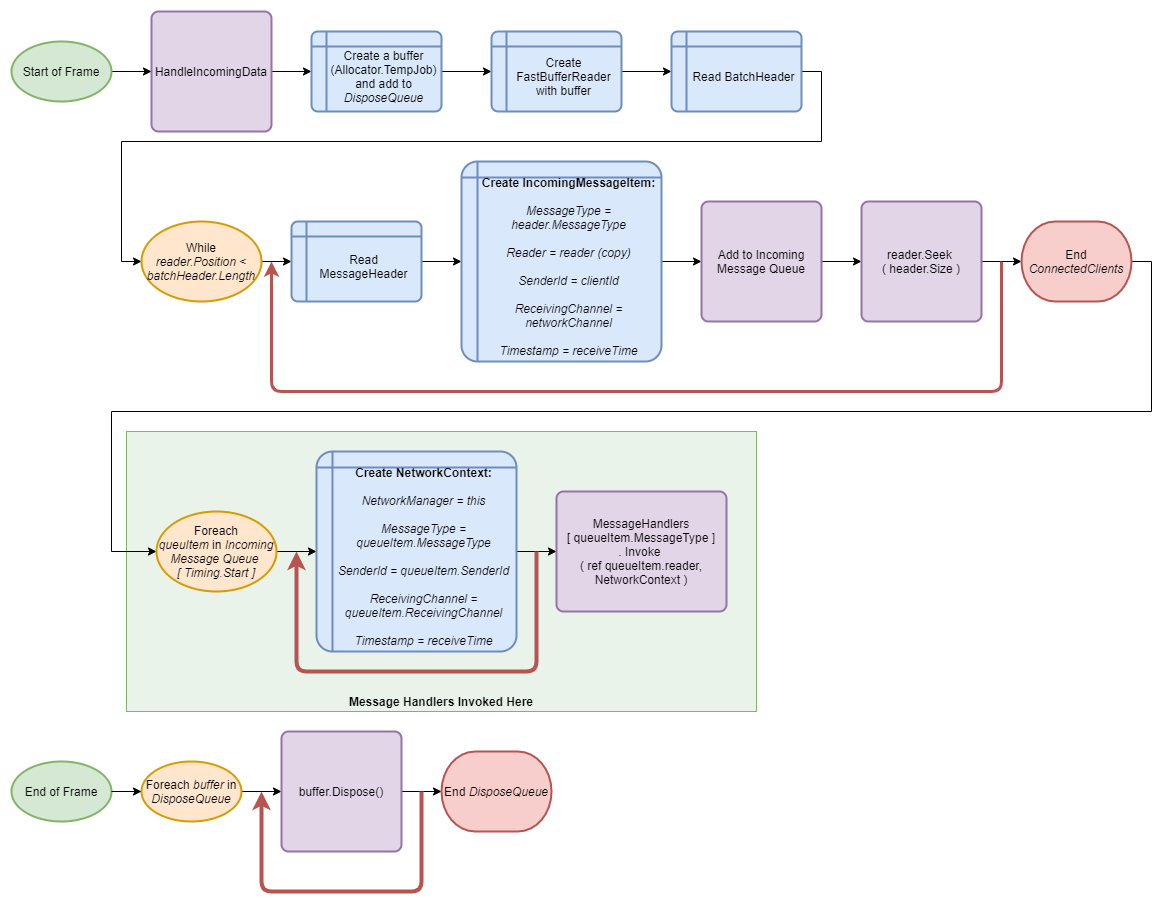 Start of Frame
HandleIncomingData
Create a buffer
(Allocator.TempJob)
and add to
DisposeQueue
Create
FastBufferReader
with buffer
Read BatchHeader
While
reader.Position <
batchHeader.Length
Read
MessageHeader
Create IncomingMessageItem:
MessageType =
header.MessageType
Reader = reader (copy)
SenderId = clientId
ReceivingChannel =
networkChannel
Timestamp = receiveTime
Add to Incoming
Message Queue
reader.Seek
( header.Size )
End
ConnectedClients
Foreach
queuItem in Incoming
Message Queue
[ Timing.Start ]
Create NetworkContext:
NetworkManager = this
MessageType =
queueItem.MessageType
SenderId = queueItem.SenderId
ReceivingChannel =
queueItem.ReceivingChannel
Timestamp = receiveTime
MessageHandlers
[ queueItem.MessageType ]
. Invoke
( ref queueItem.reader,
NetworkContext )
Message Handlers Invoked Here
End of Frame
Foreach buffer in
DisposeQueue
buffer.Dispose()
End DisposeQueue